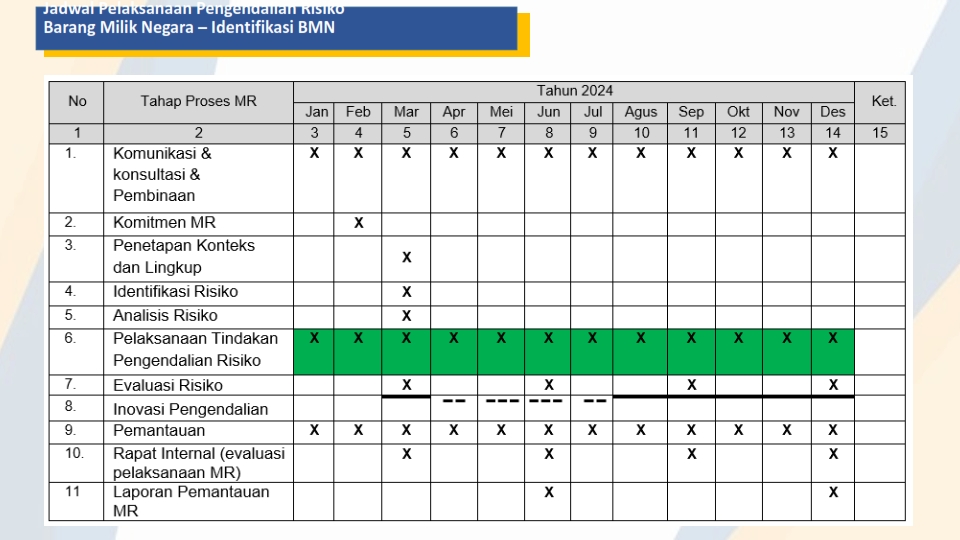 Jadwal Pelaksanaan Pengendalian Risiko
Barang Milik Negara – Identifikasi BMN
No Tahap Proses MR Tahun 2024 Ket.
Jan Feb Mar Apr Mei Jun Jul Agus Sep Okt Nov Des
1 2 3 4 5 6 7 8 9 10 11 12 13 14 15
1. Komunikasi & X X X X X X X X X X X X
konsultasi &
Pembinaan
2. Komitmen MR X
3. Penetapan Konteks
dan Lingkup X
4. Identifikasi Risiko X
5. Analisis Risiko X
6. Pelaksanaan Tindakan X X X X X X X X X X X X
Pengendalian Risiko
7. Evaluasi Risiko X X X X
8. Inovasi Pengendalian
9. Pemantauan X X X X X X X X X X X X
10. Rapat Internal (evaluasi X X X X
pelaksanaan MR)
11 Laporan Pemantauan X X
MR